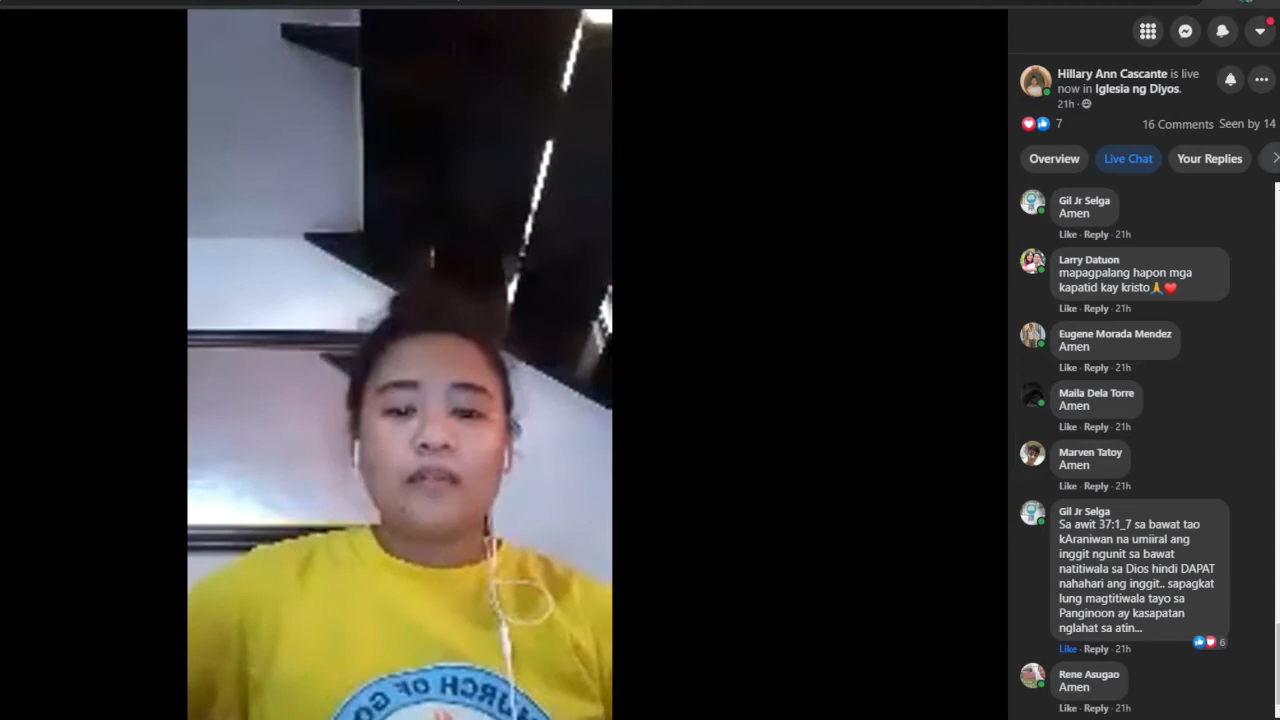 CHURCH OF GO
Hillary Ann Cascante is live
now in Iglesia ng Diyos.
21h ·
7
16 Comments Seen by 14
Overview
Live Chat
Your Replies
Gil Jr Selga
Amen
Like · Reply · 21h
Larry Datuon
mapagpalang hapon mga
kapatid kay kristo🙏❤️
Like · Reply · 21h
Eugene Morada Mendez
Amen
Like · Reply · 21h
Maila Dela Torre
Amen
Like · Reply · 21h
Marven Tatoy
Amen
Like · Reply · 21h
Gil Jr Selga
Sa awit 37:1_7 sa bawat tao
kAraniwan na umiiral ang
inggit ngunit sa bawat
natitiwala sa Dios hindi DAPAT
nahahari ang inggit.. sapagkat
lung magtitiwala tayo sa
Panginoon ay kasapatan
nglahat sa atin...
6
Like · Reply · 21h
Rene Asugao
Amen
Like · Reply · 21h